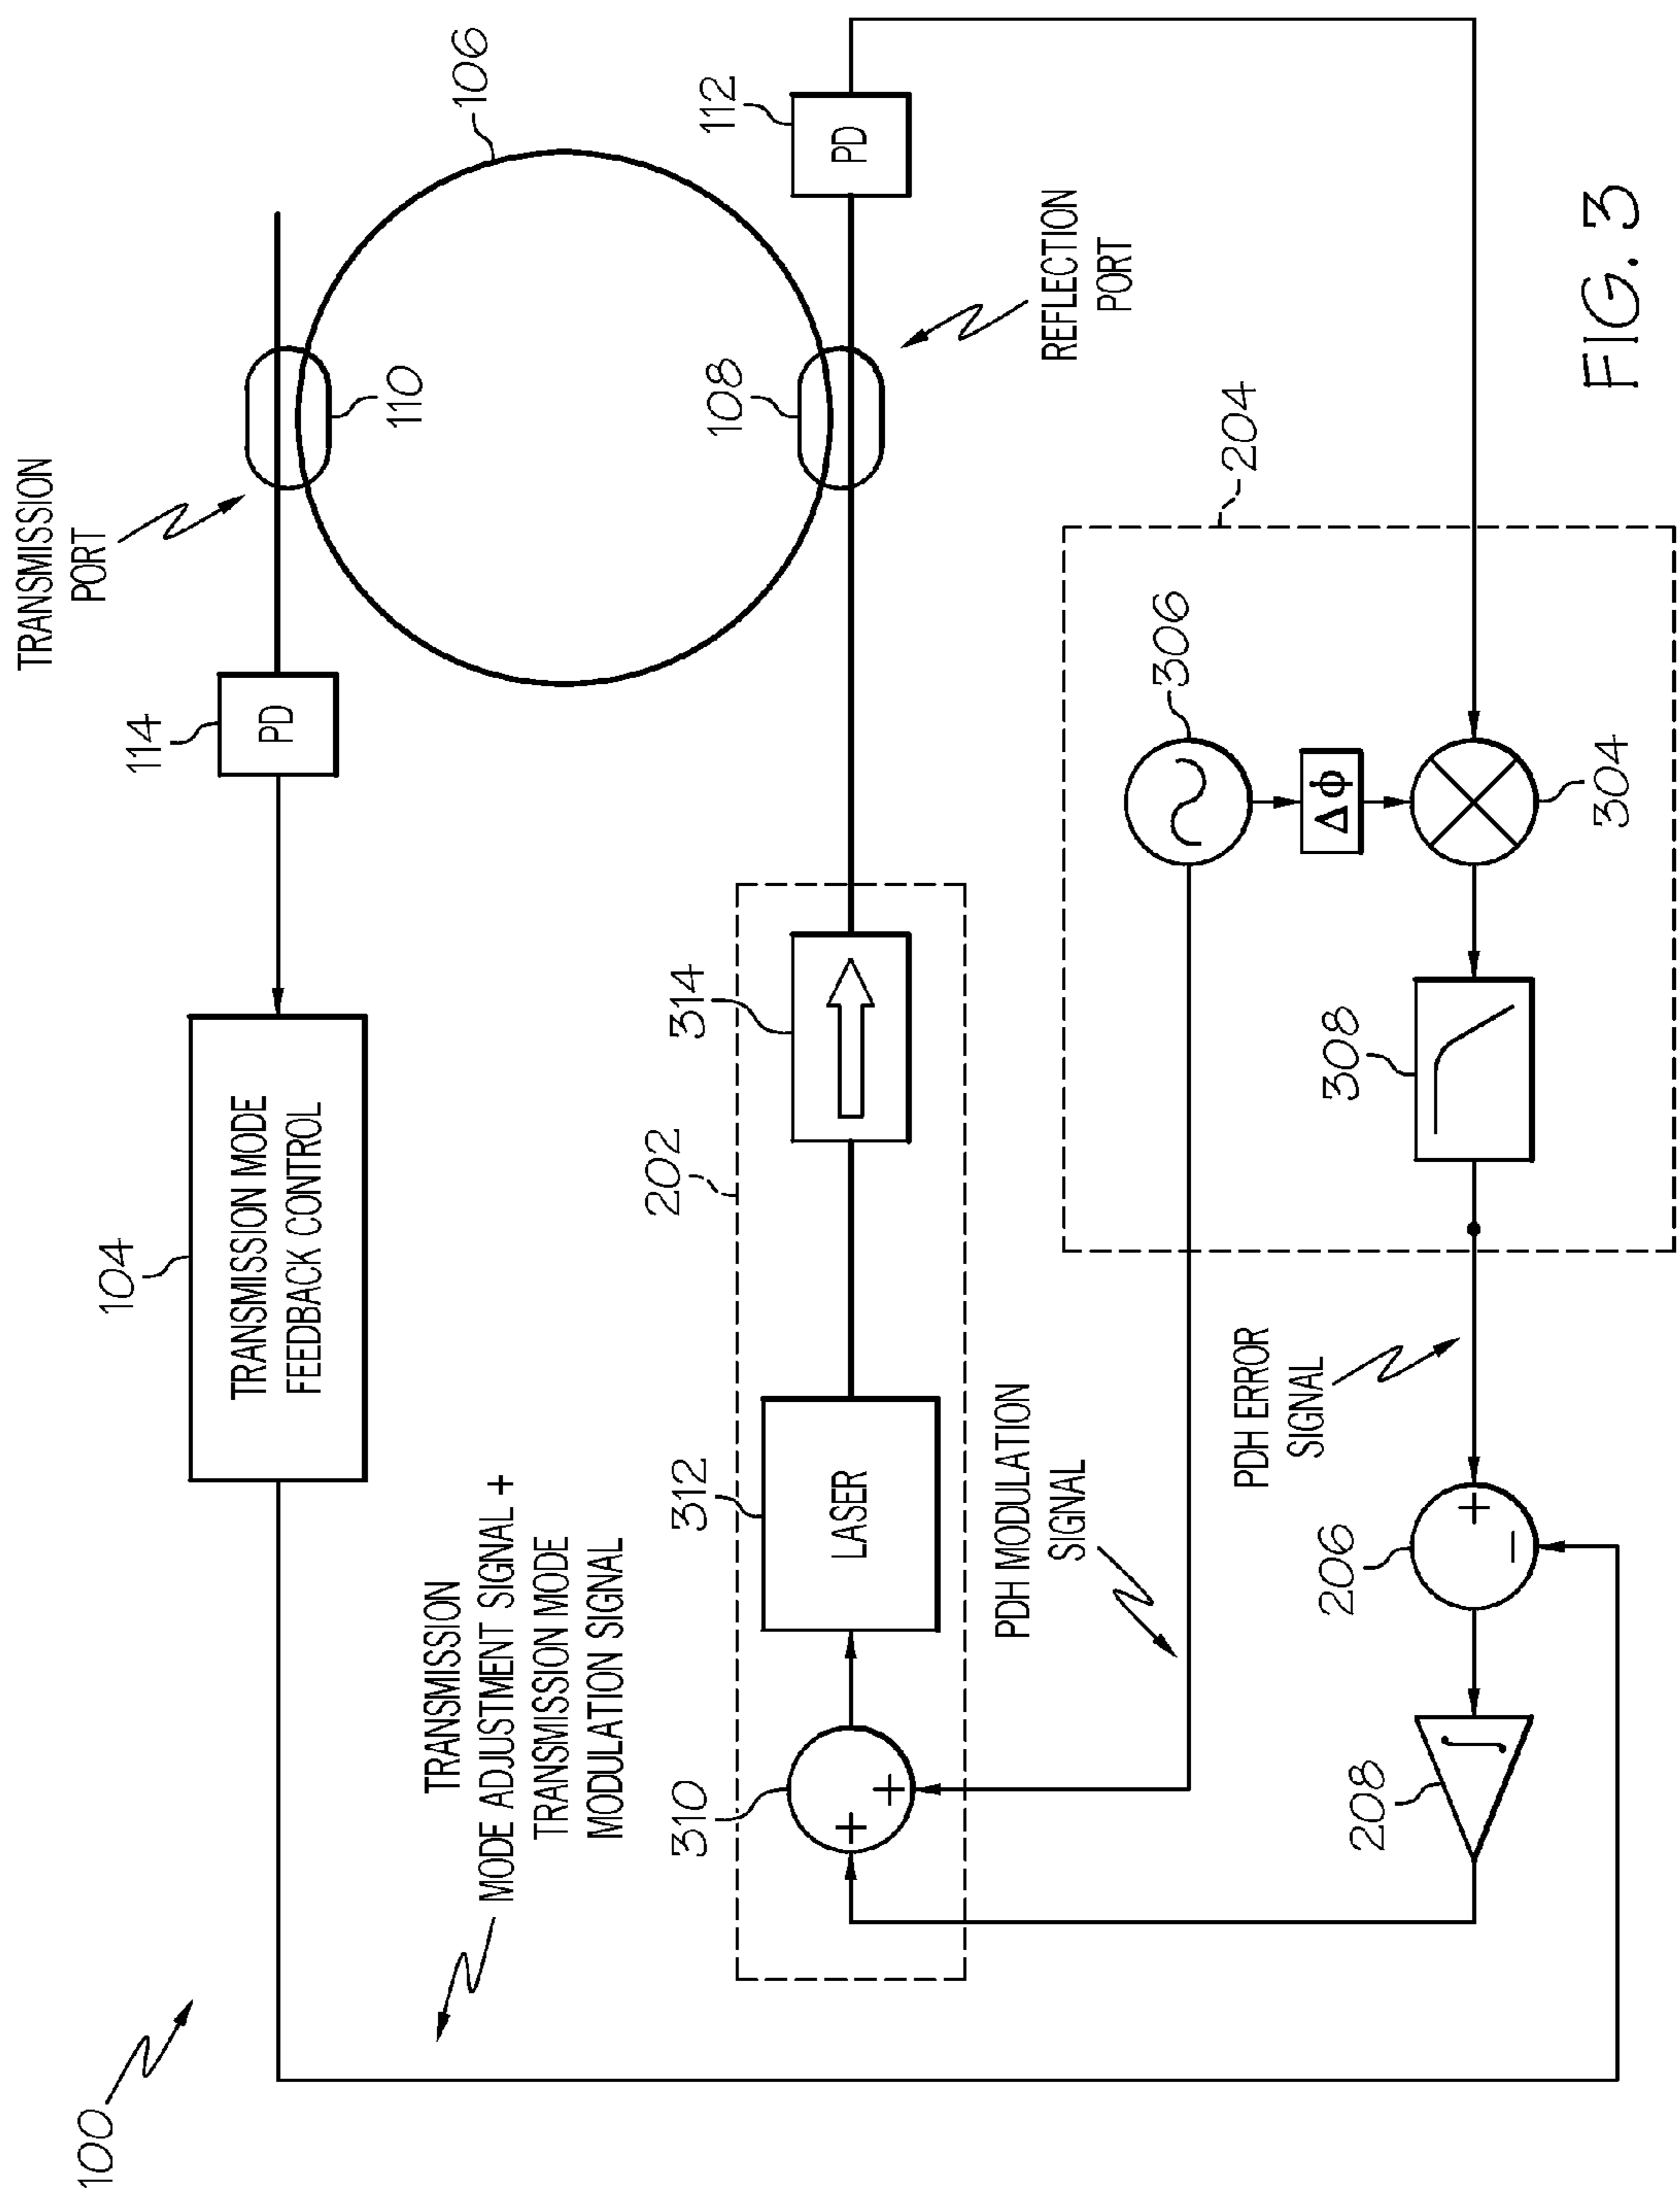 100
TRANSMISSION
MODE ADJUSTMENT SIGNAL +
TRANSMISSION MODE
MODULATION SIGNAL
104
TRANSMISSION MODE
FEEDBACK CONTROL
114
PD
TRANSMISSION
PORT
110
106
108
REFLECTION
PORT
112
PD
202
310
+
+
312
LASER
314
PDH MODULATION
SIGNAL
204
306
Δϕ
304
308
PDH ERROR
SIGNAL
206
+
−
208
∫
FIG. 3